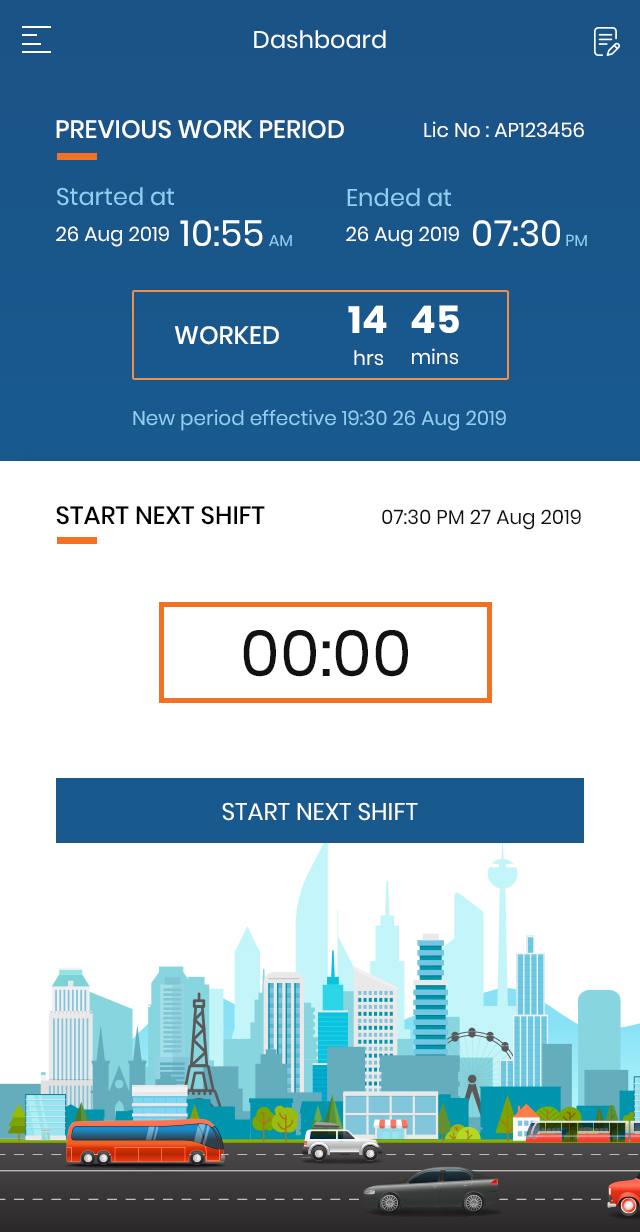 Dashboard
PREVIOUS WORK PERIOD Lic No : AP123456
Started at Ended at
26 Aug 2019 10:55 AM 26 Aug 2019 07:30 PM
WORKED 14 hrs 45 mins
New period effective 19:30 26 Aug 2019
START NEXT SHIFT 07:30 PM 27 Aug 2019
00:00
START NEXT SHIFT